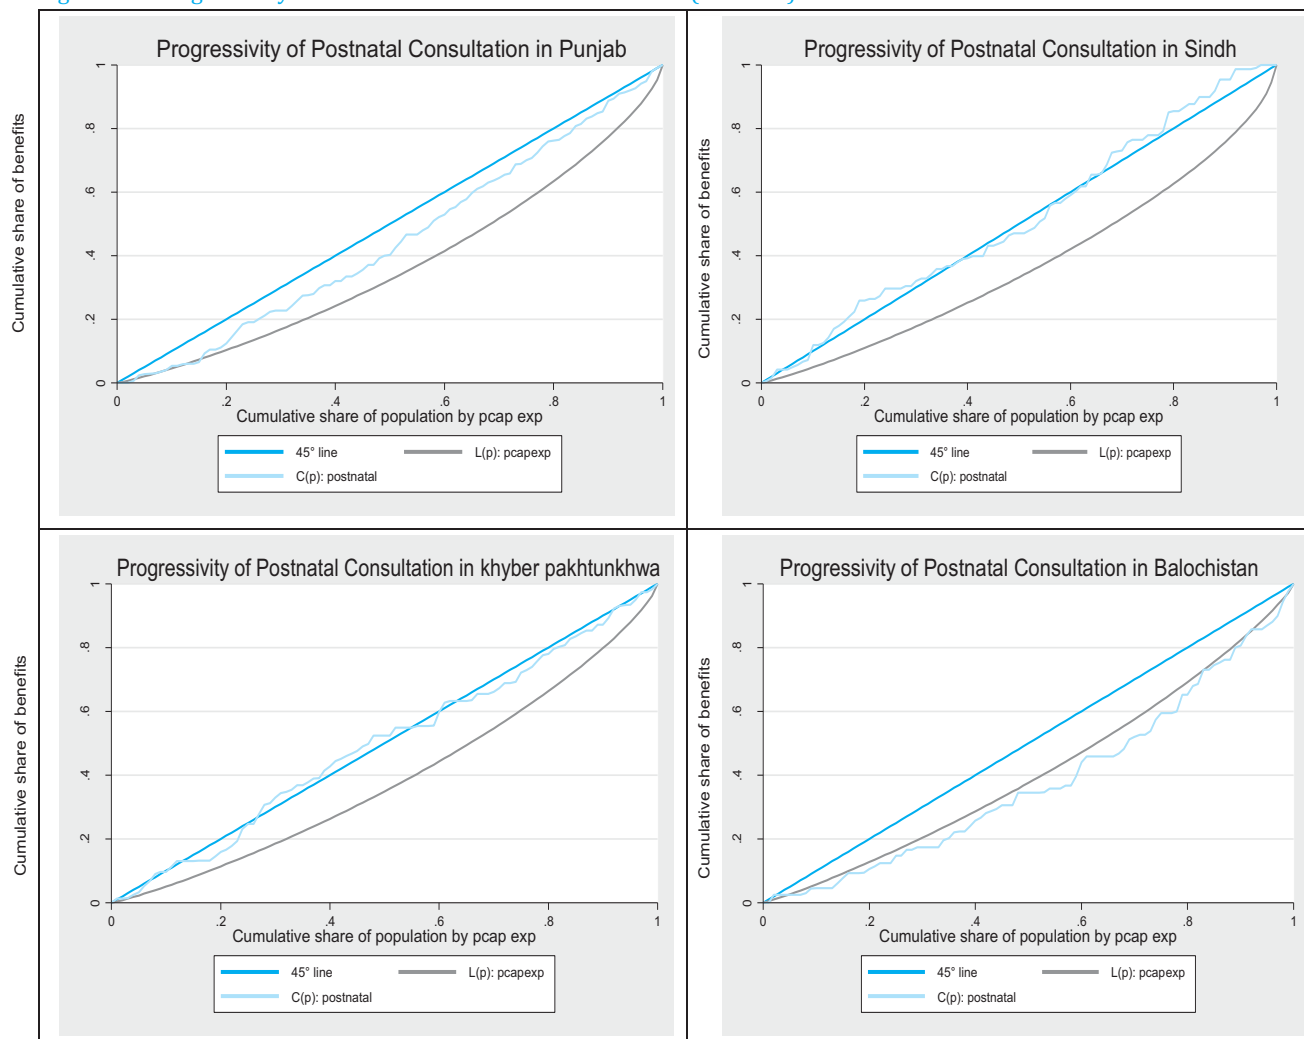 Progressivity of Postnatal Consultation in Punjab
Cumulative share of benefits
1
.8
.6
.4
.2
0
0 .2 .4 .6 .8 1
Cumulative share of population by pcap exp
45° line L(p): pcapexp
C(p): postnatal
Progressivity of Postnatal Consultation in Sindh
Cumulative share of benefits
1
.8
.6
.4
.2
0
0 .2 .4 .6 .8 1
Cumulative share of population by pcap exp
45° line L(p): pcapexp
C(p): postnatal
Progressivity of Postnatal Consultation in khyber pakhtunkhwa
Cumulative share of benefits
1
.8
.6
.4
.2
0
0 .2 .4 .6 .8 1
Cumulative share of population by pcap exp
45° line L(p): pcapexp
C(p): postnatal
Progressivity of Postnatal Consultation in Balochistan
Cumulative share of benefits
1
.8
.6
.4
.2
0
0 .2 .4 .6 .8 1
Cumulative share of population by pcap exp
45° line L(p): pcapexp
C(p): postnatal